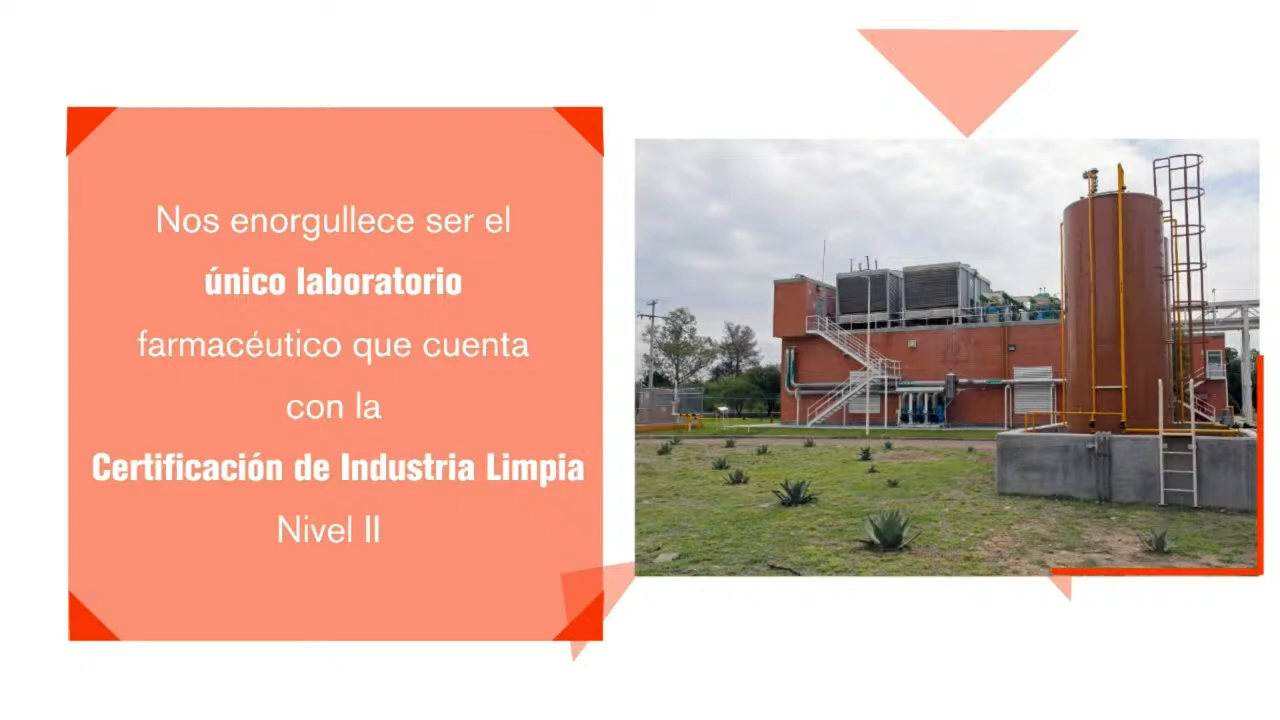 Nos enorgullece ser el
único laboratorio
farmacéutico que cuenta
con la
Certificación de Industria Limpia
Nivel II